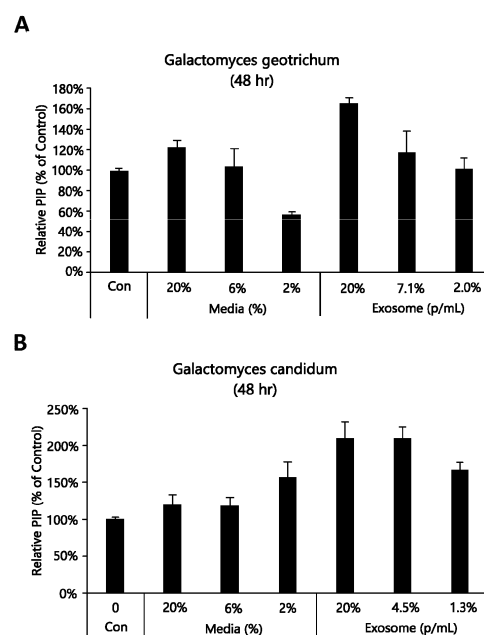 A
Galactomyces geotrichum
(48 hr)
Relative PIP (% of Control)
180%
160%
140%
120%
100%
80%
60%
40%
20%
0%
Con 20% 6% 2% 20% 7.1% 2.0%
Media (%) Exosome (p/mL)
B
Galactomyces candidum
(48 hr)
Relative PIP (% of Control)
250%
200%
150%
100%
50%
0%
0 20% 6% 2% 20% 4.5% 1.3%
Con Media (%) Exosome (p/mL)